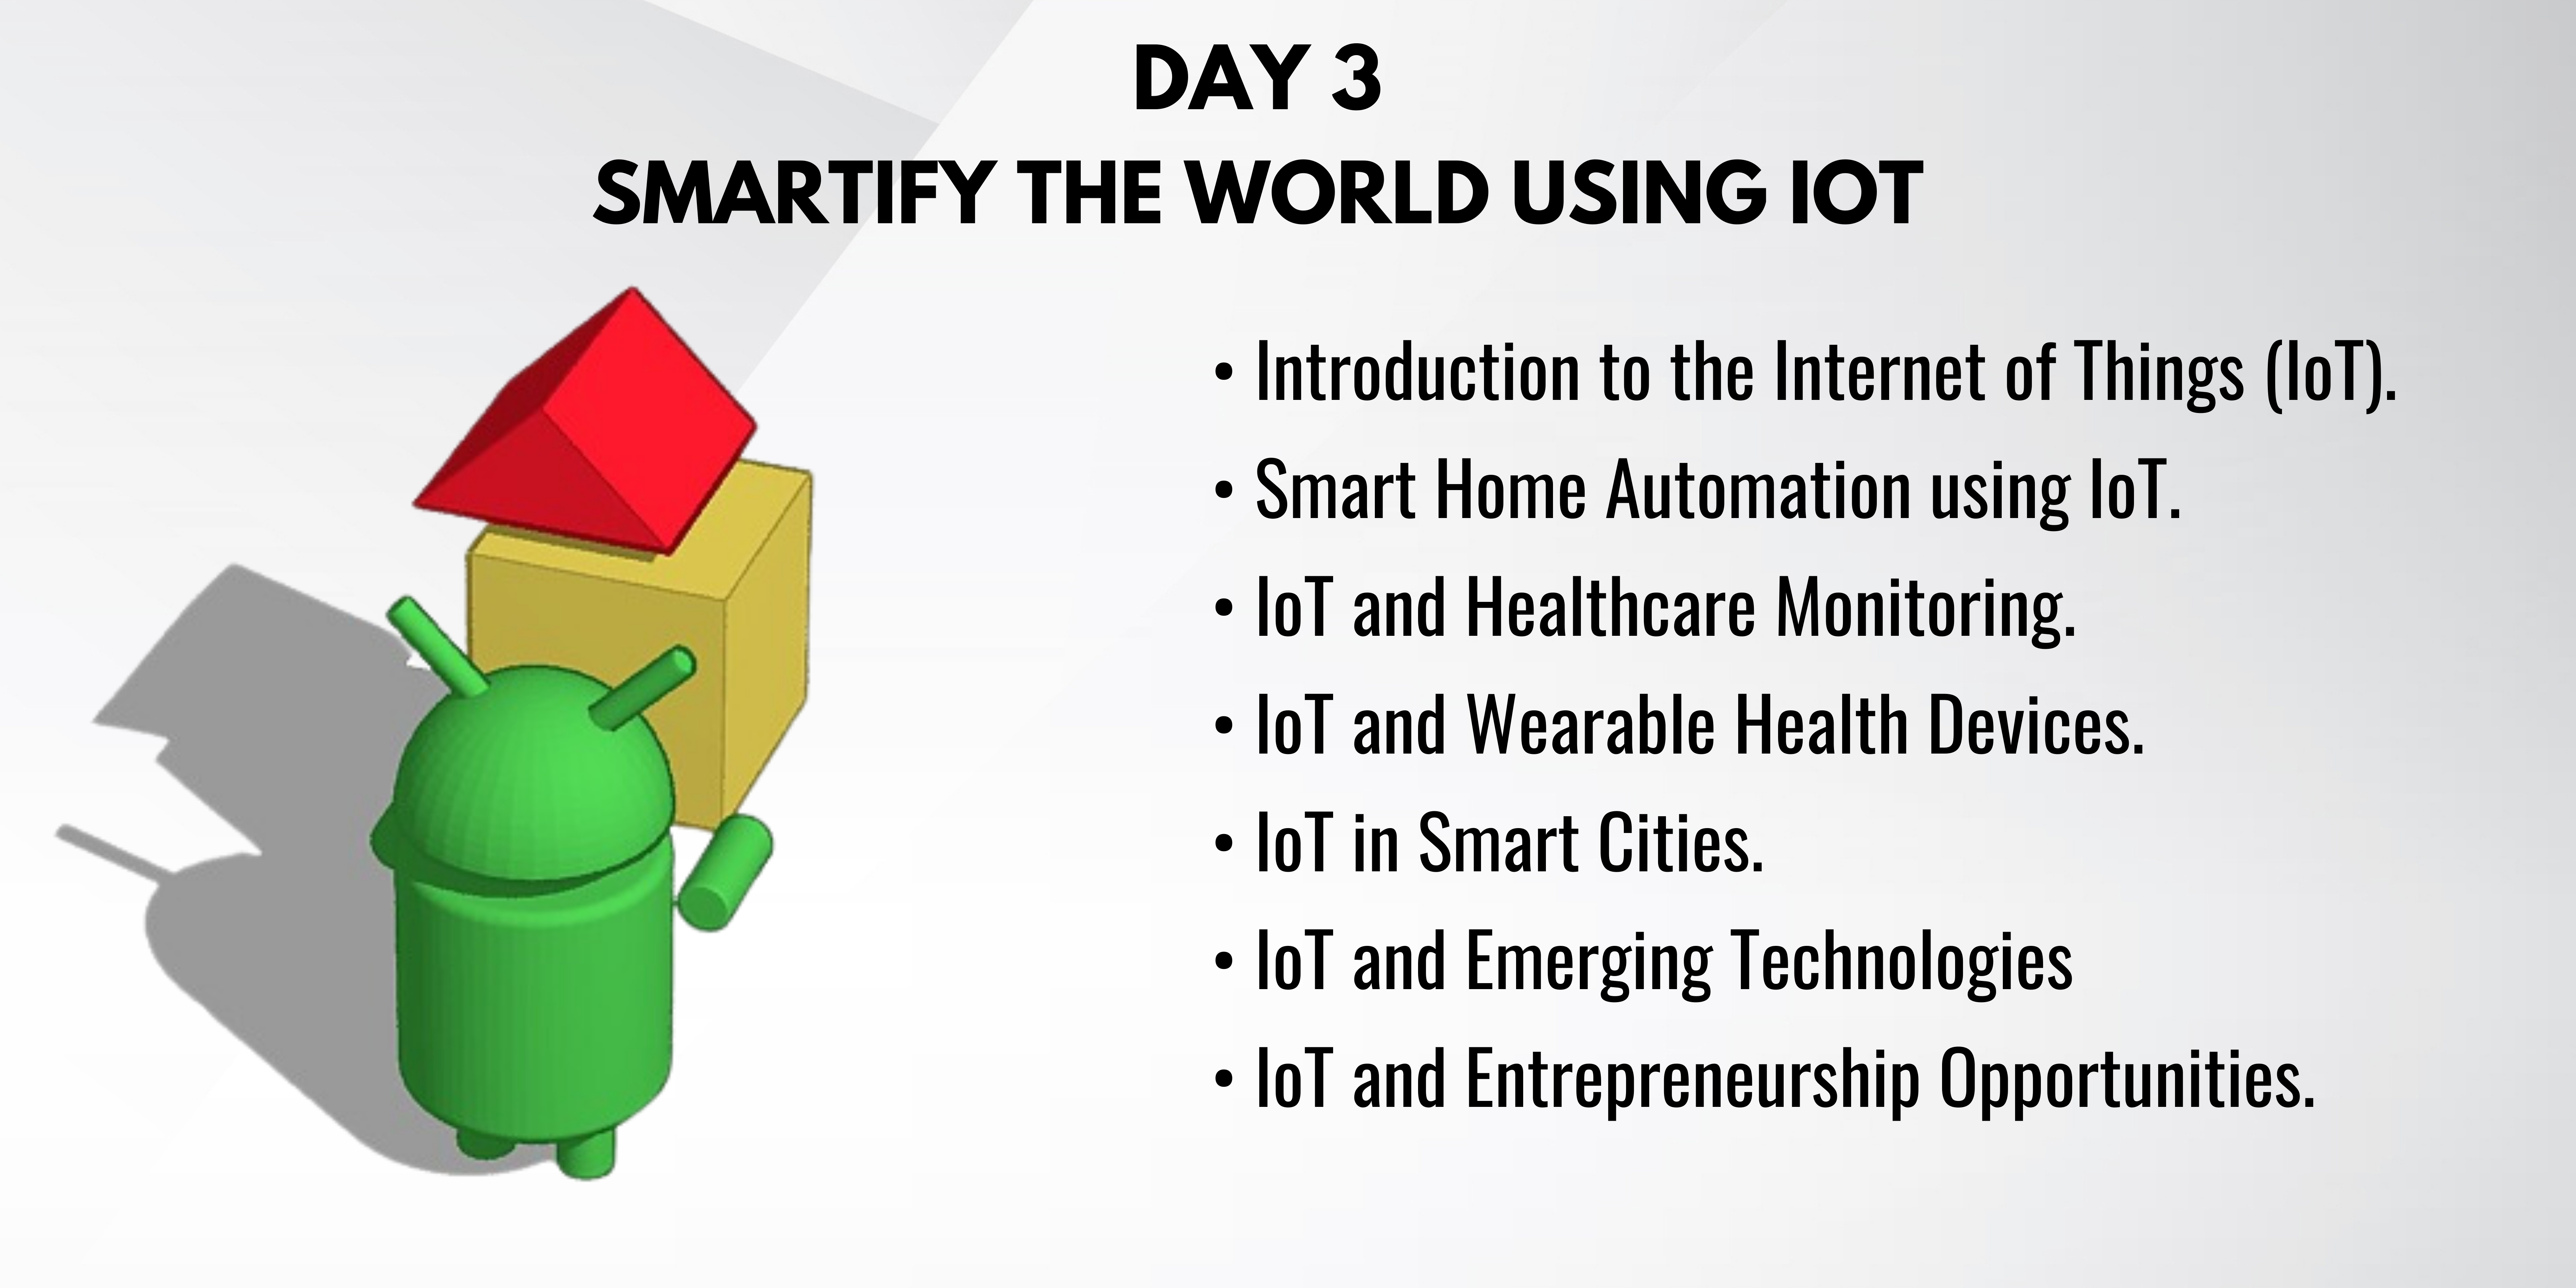 DAY 3
SMARTIFY THE WORLD USING IOT
• Introduction to the Internet of Things (IoT).
• Smart Home Automation using IoT.
• IoT and Healthcare Monitoring.
• IoT and Wearable Health Devices.
• IoT in Smart Cities.
• IoT and Emerging Technologies
• IoT and Entrepreneurship Opportunities.